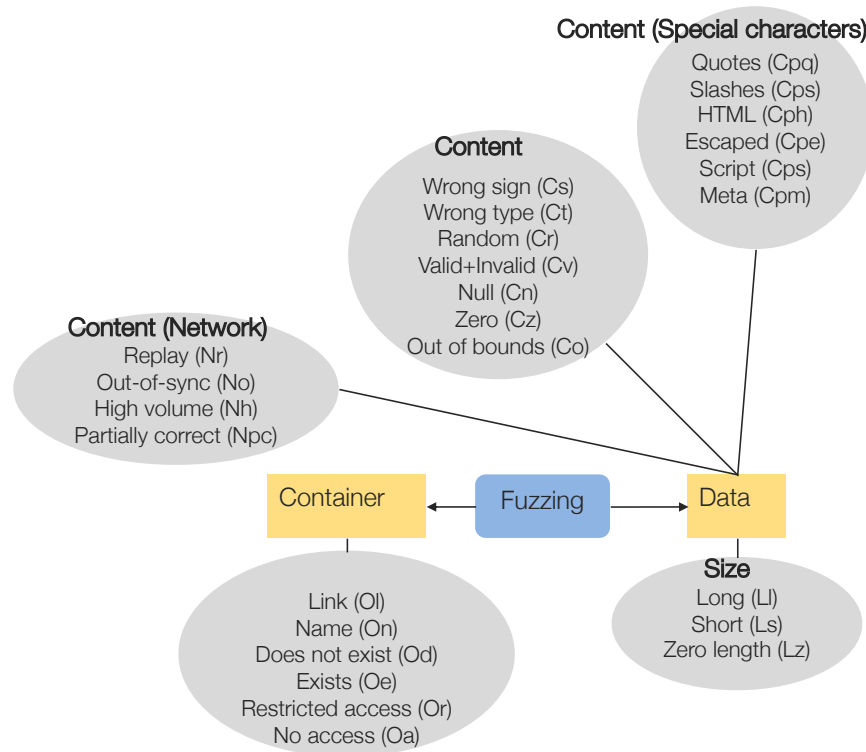 Content (Special characters)
Quotes (Cpq)
Slashes (Cps)
HTML (Cph)
Escaped (Cpe)
Script (Cps)
Meta (Cpm)
Content
Wrong sign (Cs)
Wrong type (Ct)
Random (Cr)
Valid+Invalid (Cv)
Null (Cn)
Zero (Cz)
Out of bounds (Co)
Content (Network)
Replay (Nr)
Out-of-sync (No)
High volume (Nh)
Partially correct (Npc)
Container
Fuzzing
Data
Link (Ol)
Name (On)
Does not exist (Od)
Exists (Oe)
Restricted access (Or)
No access (Oa)
Size
Long (Ll)
Short (Ls)
Zero length (Lz)